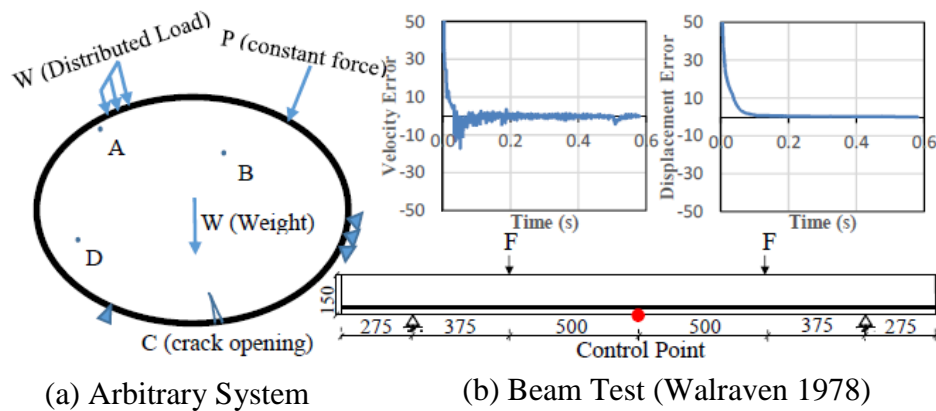 W (Distributed Load)
P (constant force)
A
B
W (Weight)
D
C (crack opening)
(a) Arbitrary System
Velocity Error
50
30
10
-10
-30
-50
0
0.2
0.4
0.6
Time (s)
Displacement Error
50
30
10
-10
-30
-50
0
0.2
0.4
0.6
Time (s)
F
F
150
275
375
500
500
375
275
Control Point
(b) Beam Test (Walraven 1978)